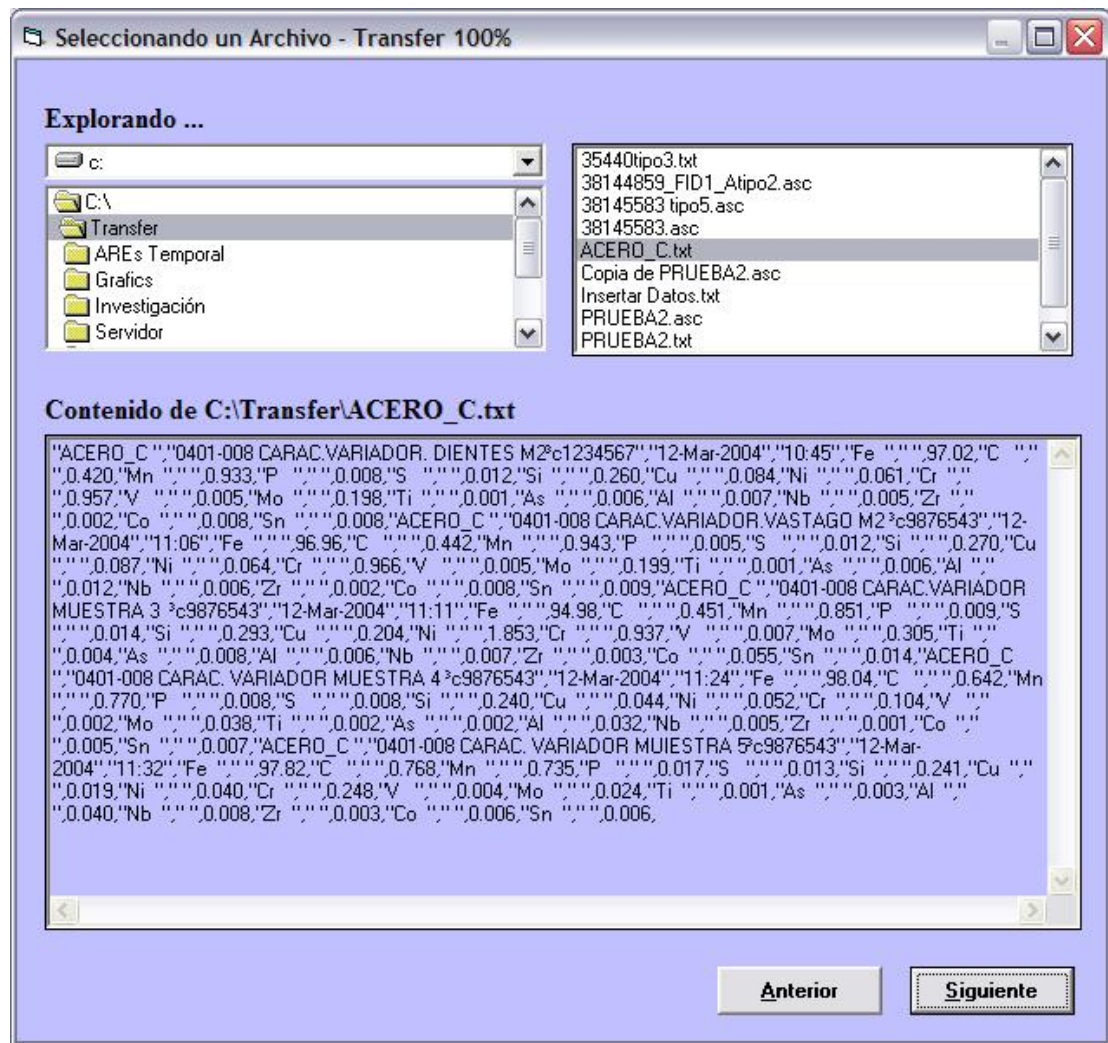 Seleccionando un Archivo - Transfer 100%
Explorando ...
c:
C:\
Transfer
AREs Temporal
Grafics
Investigación
Servidor
35440tipo3.txt
38144859_FID1_Atipo2.asc
38145583 tipo5.asc
38145583.asc
ACERO_C.txt
Copia de PRUEBA2.asc
Insertar Datos.txt
PRUEBA2.asc
PRUEBA2.txt
Contenido de C:\Transfer\ACERO_C.txt
"ACERO_C ","0401-008 CARAC.VARIADOR. DIENTES M2³c1234567","12-Mar-2004","10:45","Fe "," ",97.02,"C  ","
",0.420,"Mn "," ",0.933,"P  "," ",0.008,"S  "," ",0.012,"Si "," ",0.260,"Cu "," ",0.084,"Ni "," ",0.061,"Cr ","
",0.957,"V  "," ",0.005,"Mo "," ",0.198,"Ti "," ",0.001,"As "," ",0.006,"Al "," ",0.007,"Nb "," ",0.005,"Zr ","
",0.002,"Co "," ",0.008,"Sn "," ",0.008,"ACERO_C ","0401-008 CARAC.VARIADOR.VASTAGO M2 ³c9876543","12-
Mar-2004","11:06","Fe "," ",96.96,"C  "," ",0.442,"Mn "," ",0.943,"P  "," ",0.005,"S  "," ",0.012,"Si "," ",0.270,"Cu
"," ",0.087,"Ni "," ",0.064,"Cr "," ",0.966,"V  "," ",0.005,"Mo "," ",0.199,"Ti "," ",0.001,"As "," ",0.006,"Al ","
",0.012,"Nb "," ",0.006,"Zr "," ",0.002,"Co "," ",0.008,"Sn "," ",0.009,"ACERO_C ","0401-008 CARAC.VARIADOR
MUESTRA 3 ³c9876543","12-Mar-2004","11:11","Fe "," ",94.98,"C  "," ",0.451,"Mn "," ",0.851,"P  "," ",0.009,"S
"," ",0.014,"Si "," ",0.293,"Cu "," ",0.204,"Ni "," ",1.853,"Cr "," ",0.937,"V  "," ",0.007,"Mo "," ",0.305,"Ti ","
",0.004,"As "," ",0.008,"Al "," ",0.006,"Nb "," ",0.007,"Zr "," ",0.003,"Co "," ",0.055,"Sn "," ",0.014,"ACERO_C
","0401-008 CARAC. VARIADOR MUESTRA 4 ³c9876543","12-Mar-2004","11:24","Fe "," ",98.04,"C  "," ",0.642,"Mn
"," ",0.770,"P  "," ",0.008,"S  "," ",0.008,"Si "," ",0.240,"Cu "," ",0.044,"Ni "," ",0.052,"Cr "," ",0.104,"V  ","
",0.002,"Mo "," ",0.038,"Ti "," ",0.002,"As "," ",0.002,"Al "," ",0.032,"Nb "," ",0.005,"Zr "," ",0.001,"Co ","
",0.005,"Sn "," ",0.007,"ACERO_C ","0401-008 CARAC. VARIADOR MUIESTRA 5³c9876543","12-Mar-
2004","11:32","Fe "," ",97.82,"C  "," ",0.768,"Mn "," ",0.735,"P  "," ",0.017,"S  "," ",0.013,"Si "," ",0.241,"Cu ","
",0.019,"Ni "," ",0.040,"Cr "," ",0.248,"V  "," ",0.004,"Mo "," ",0.024,"Ti "," ",0.001,"As "," ",0.003,"Al ","
",0.040,"Nb "," ",0.008,"Zr "," ",0.003,"Co "," ",0.006,"Sn "," ",0.006,
Anterior
Siguiente